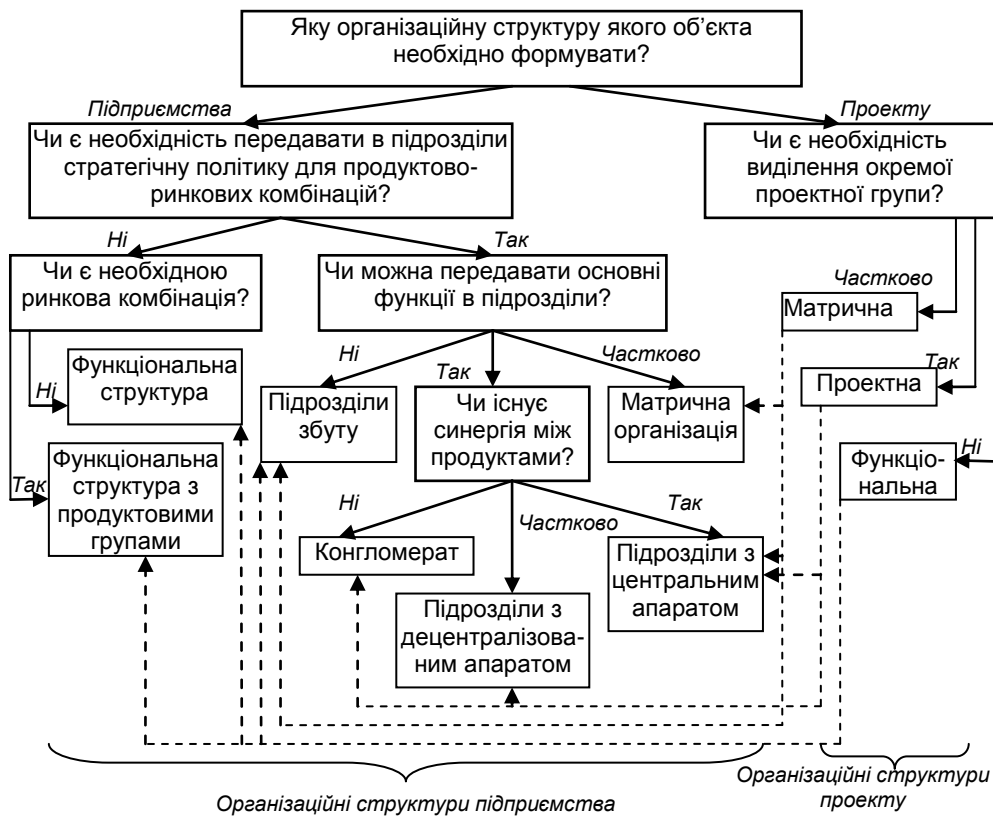 Яку організаційну структуру якого об’єкта
необхідно формувати?
Підприємства
Проекту
Чи є необхідність передавати в підрозділи
стратегічну політику для продуктово-
ринкових комбінацій?
Чи є необхідність
виділення окремої
проектної групи?
Ні
Так
Чи є необхідною
ринкова комбінація?
Чи можна передавати основні
функції в підрозділи?
Частково
Матрична
Ні
Функціональна
структура
Ні
Так
Частково
Підрозділи
збуту
Чи існує
синергія між
продуктами?
Матрична
організація
Так
Проектна
Так
Функціональна
структура з
продуктовими
групами
Ні
Функціо-
нальна
Ні
Частково
Так
Конгломерат
Підрозділи з
децентралізова-
ним апаратом
Підрозділи з
центральним
апаратом
Організаційні структури підприємства
Організаційні структури
проекту